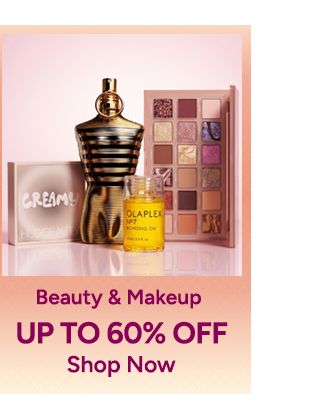 CREAMY
OLAPLEX
Nº7
BONDING OIL
Beauty & Makeup
UP TO 60% OFF
Shop Now